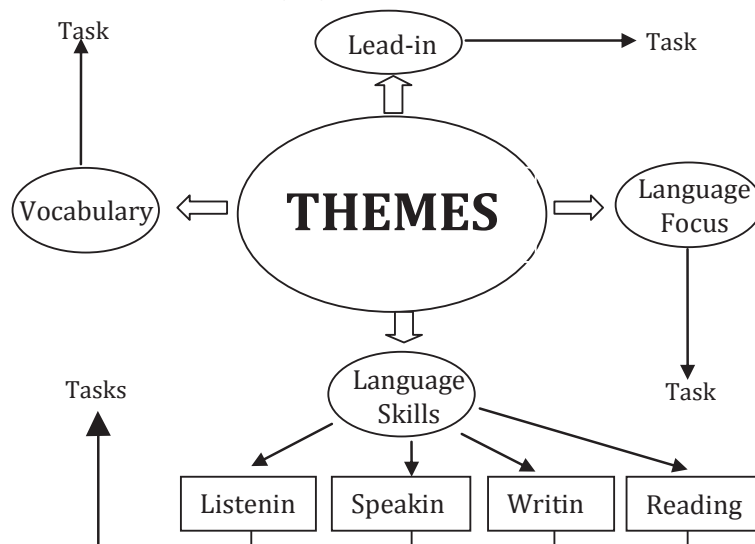 Task
Lead-in
Task
Vocabulary
THEMES
Language
Focus
Tasks
Language
Skills
Task
Listenin
Speakin
Writin
Reading